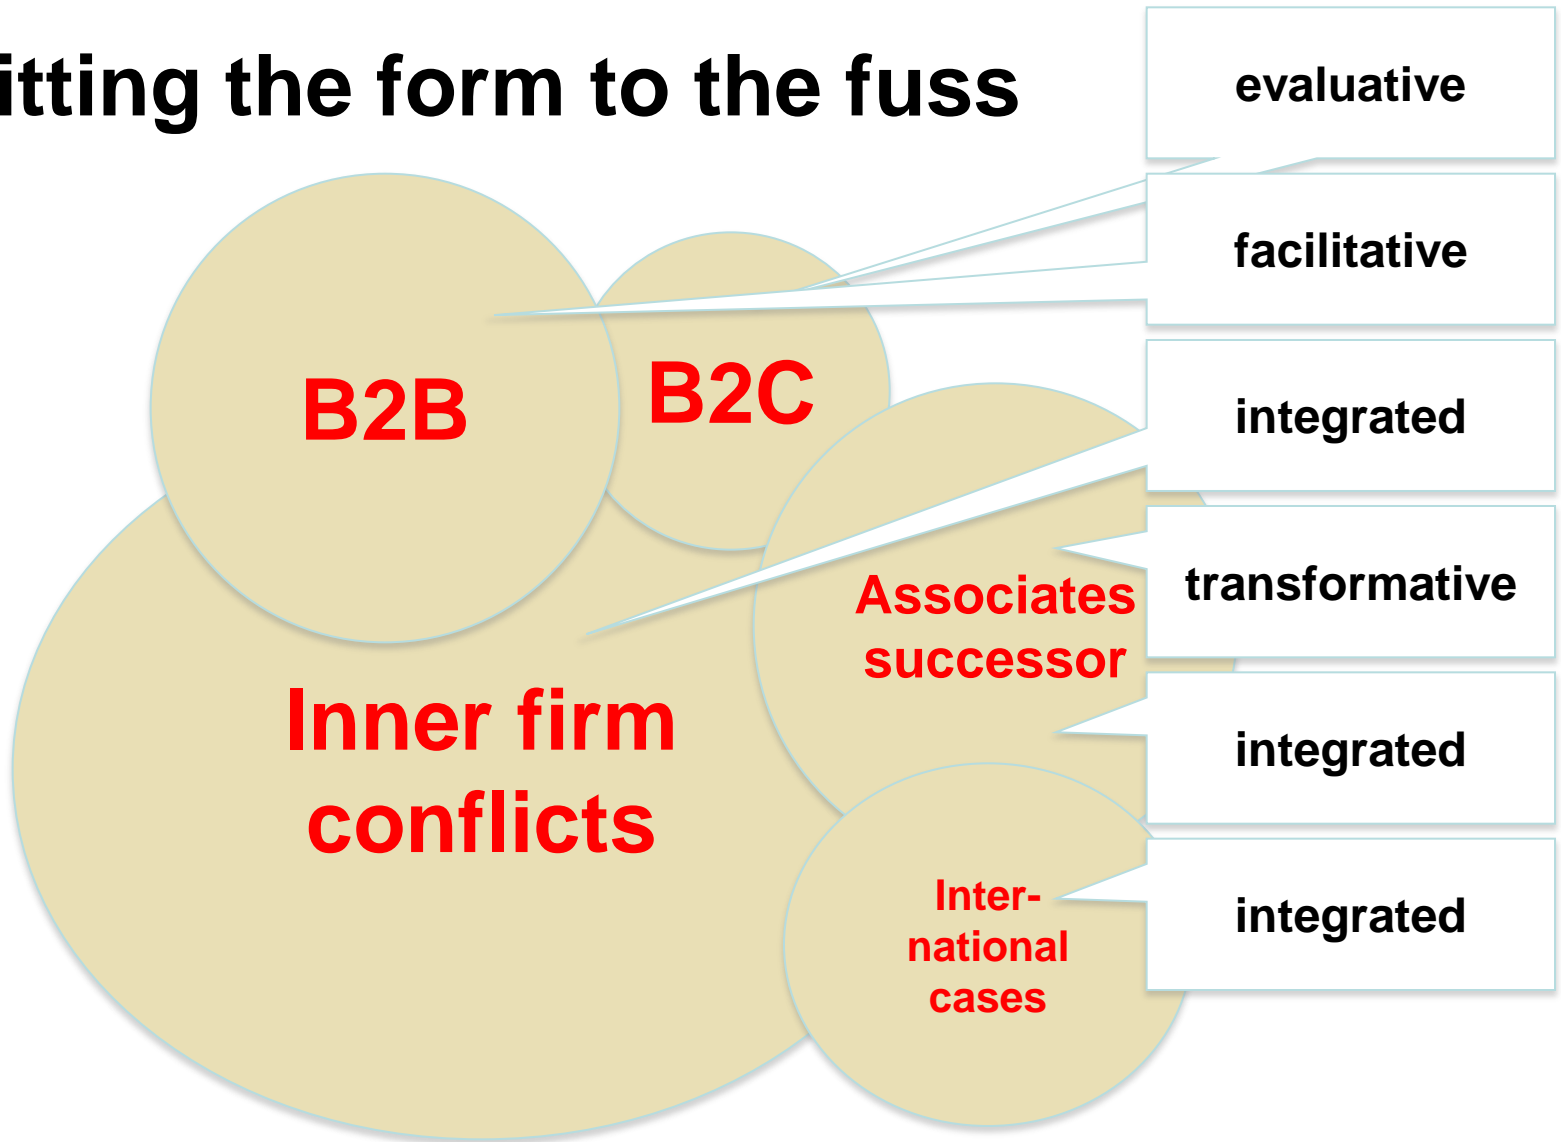 itting the form to the fuss
evaluative
facilitative
B2B
B2C
integrated
Associates
successor
transformative
Inner firm
conflicts
integrated
Inter-
national
cases
integrated